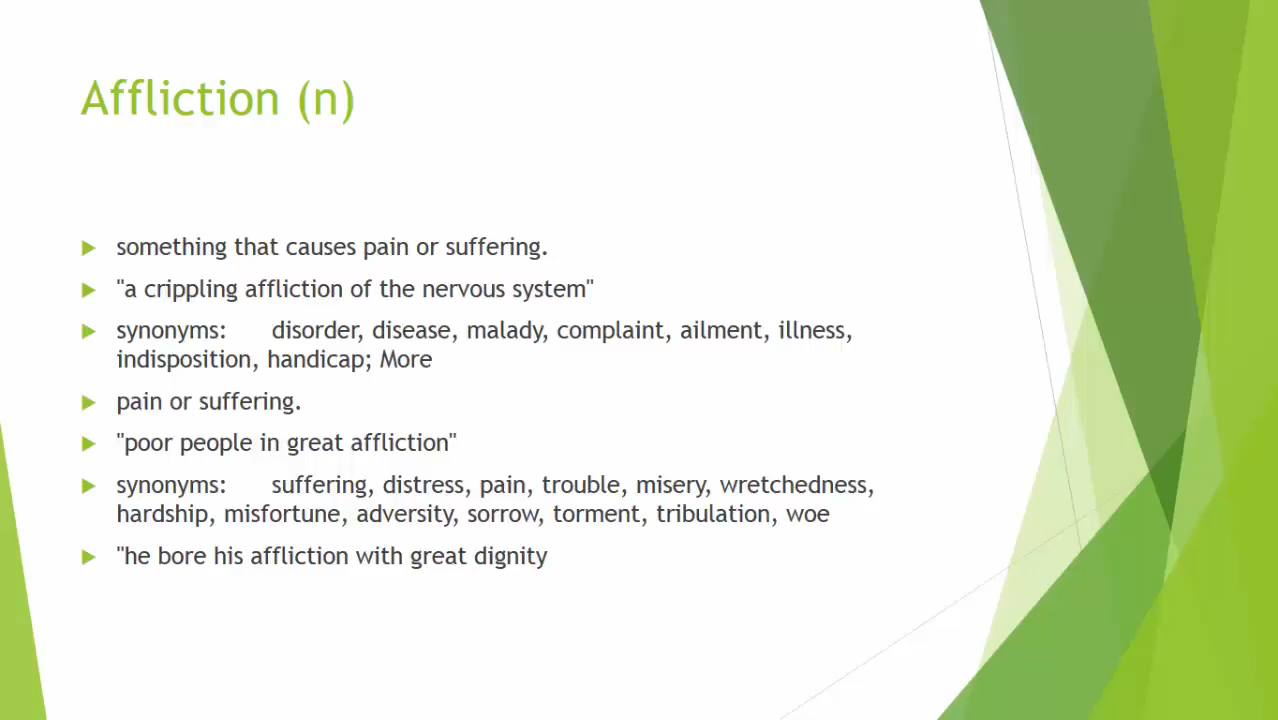 Affliction (n)
something that causes pain or suffering.
"a crippling affliction of the nervous system"
synonyms: disorder, disease, malady, complaint, ailment, illness,
indisposition, handicap; More
pain or suffering.
"poor people in great affliction"
synonyms: suffering, distress, pain, trouble, misery, wretchedness,
hardship, misfortune, adversity, sorrow, torment, tribulation, woe
"he bore his affliction with great dignity